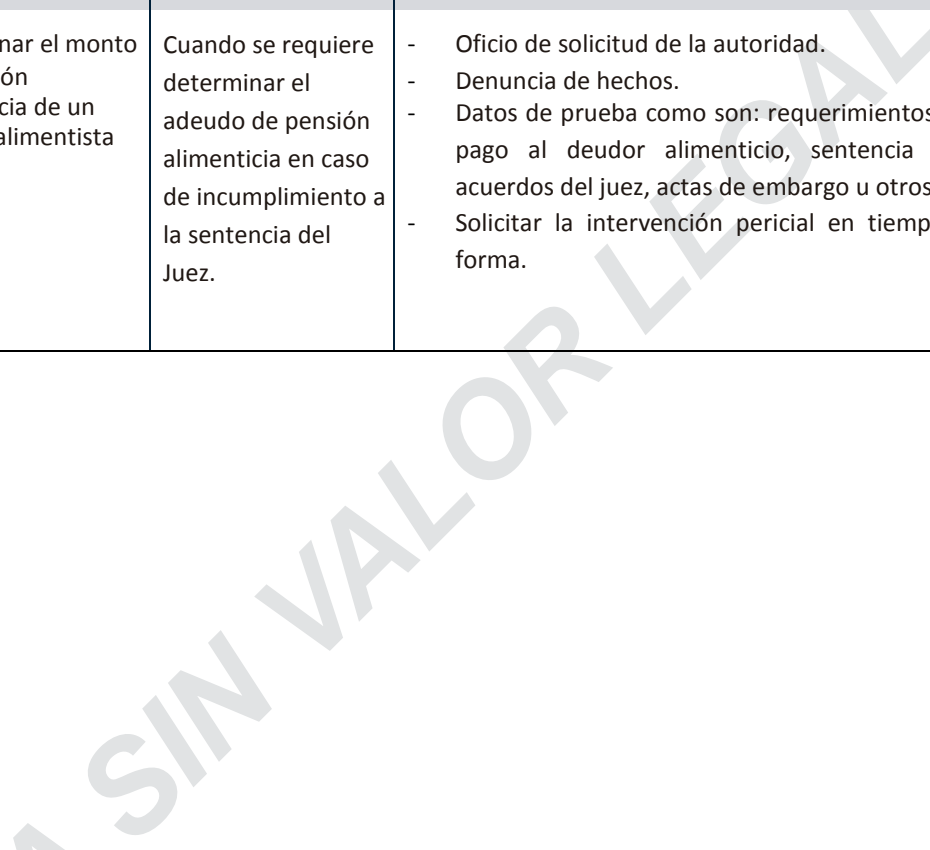 nar el monto
ón
cia de un
alimentista
Cuando se requiere
determinar el
adeudo de pensión
alimenticia en caso
de incumplimiento a
la sentencia del
Juez.
- Oficio de solicitud de la autoridad.
- Denuncia de hechos.
- Datos de prueba como son: requerimientos
pago al deudor alimenticio, sentencia
acuerdos del juez, actas de embargo u otros
- Solicitar la intervención pericial en tiemp
forma.
A SIN VALOR LEGAL